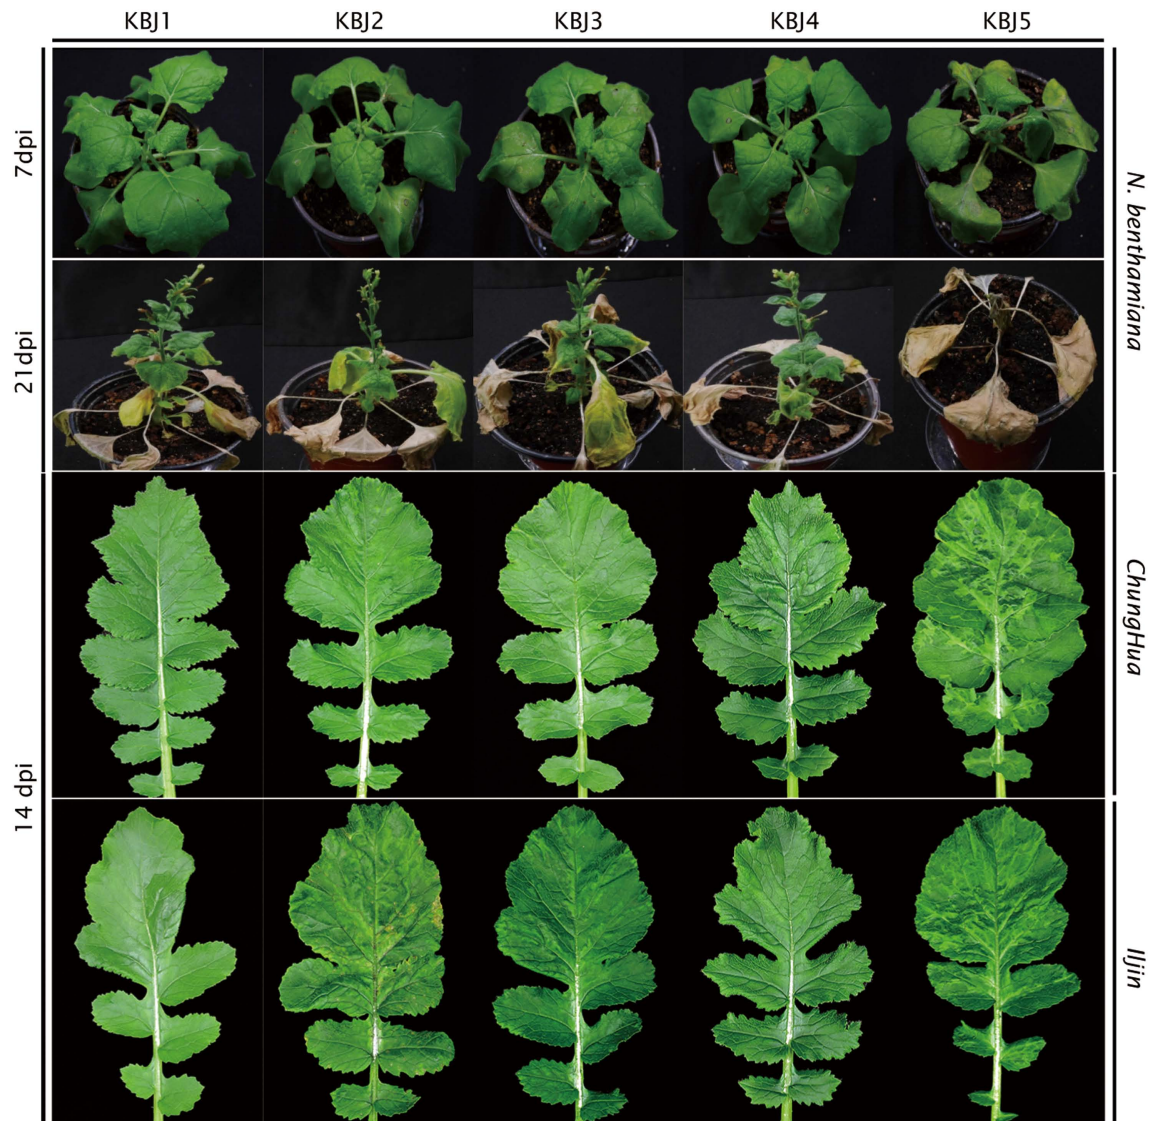 KBJ1 KBJ2 KBJ3 KBJ4 KBJ5
7dpi
N. benthamiana
21dpi
ChungHua
14 dpi
Iljin